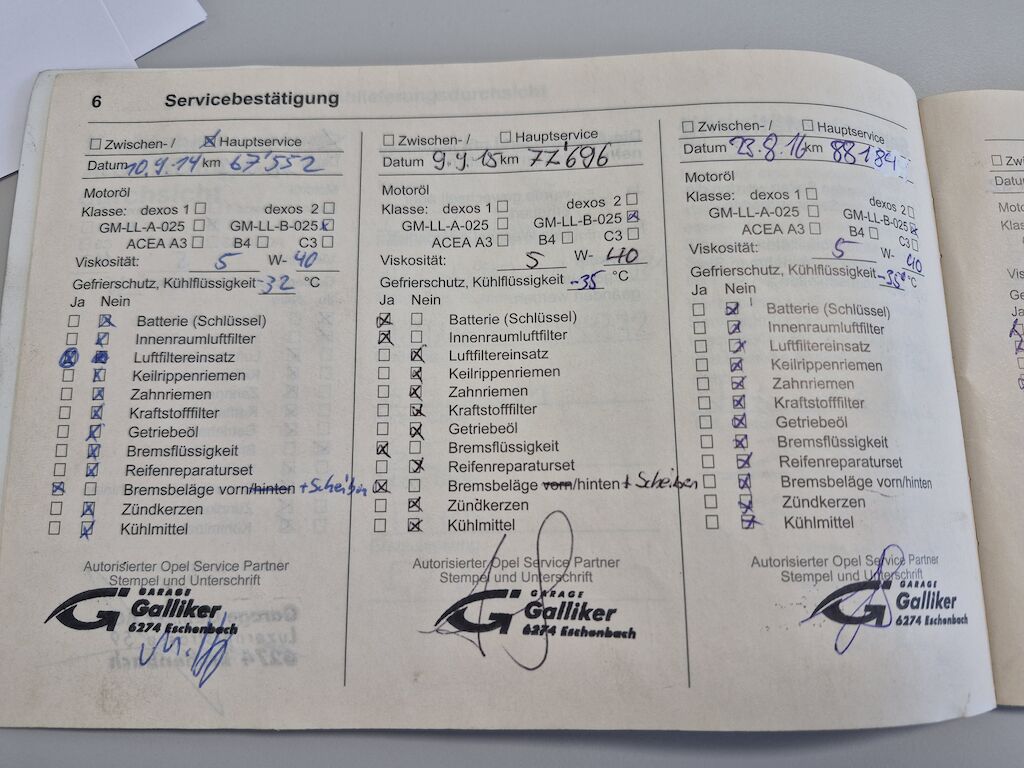 6 Servicebestätigung
☐ Zwischen- / ☒ Hauptservice
Datum 10.9.14 km 67'552
Motoröl
Klasse: dexos 1 ☐ dexos 2 ☐
GM-LL-A-025 ☐ GM-LL-B-025 ☒
ACEA A3 ☐ B4 ☐ C3 ☐
Viskosität: 5 W- 40
Gefrierschutz, Kühlflüssigkeit -32 °C
Ja Nein
☐ ☒ Batterie (Schlüssel)
☐ ☒ Innenraumluftfilter
☒ Luftfiltereinsatz
☐ ☒ Keilrippenriemen
☐ ☒ Zahnriemen
☐ ☒ Kraftstofffilter
☐ ☒ Getriebeöl
☐ ☒ Bremsflüssigkeit
☐ ☒ Reifenreparaturset
☒ ☐ Bremsbeläge vorn/hinten + Scheiben
☐ ☒ Zündkerzen
☐ ☒ Kühlmittel
Autorisierter Opel Service Partner
Stempel und Unterschrift
GARAGE
Galliker
6274 Eschenbach
☐ Zwischen- / ☐ Hauptservice
Datum 9.9.15 km 77'696
Motoröl
Klasse: dexos 1 ☐ dexos 2 ☐
GM-LL-A-025 ☐ GM-LL-B-025 ☒
ACEA A3 ☐ B4 ☐ C3 ☐
Viskosität: 5 W- 40
Gefrierschutz, Kühlflüssigkeit -35 °C
Ja Nein
☒ ☐ Batterie (Schlüssel)
☒ ☐ Innenraumluftfilter
☐ ☒ Luftfiltereinsatz
☐ ☒ Keilrippenriemen
☐ ☒ Zahnriemen
☐ ☒ Kraftstofffilter
☐ ☒ Getriebeöl
☒ ☐ Bremsflüssigkeit
☐ ☒ Reifenreparaturset
☒ ☐ Bremsbeläge vorn/hinten + Scheiben
☐ ☒ Zündkerzen
☐ ☒ Kühlmittel
Autorisierter Opel Service Partner
Stempel und Unterschrift
GARAGE
Galliker
6274 Eschenbach
☐ Zwischen- / ☐ Hauptservice
Datum 23.8.16 km 88184
Motoröl
Klasse: dexos 1 ☐ dexos 2 ☐
GM-LL-A-025 ☐ GM-LL-B-025 ☒
ACEA A3 ☐ B4 ☐ C3 ☐
Viskosität: 5 W- 40
Gefrierschutz, Kühlflüssigkeit -35° °C
Ja Nein
☐ ☒ Batterie (Schlüssel)
☐ ☒ Innenraumluftfilter
☐ ☒ Luftfiltereinsatz
☐ ☒ Keilrippenriemen
☐ ☒ Zahnriemen
☐ ☒ Kraftstofffilter
☐ ☒ Getriebeöl
☐ ☒ Bremsflüssigkeit
☐ ☒ Reifenreparaturset
☐ ☒ Bremsbeläge vorn/hinten
☐ ☒ Zündkerzen
☐ ☒ Kühlmittel
Autorisierter Opel Service Partner
Stempel und Unterschrift
GARAGE
Galliker
6274 Eschenbach